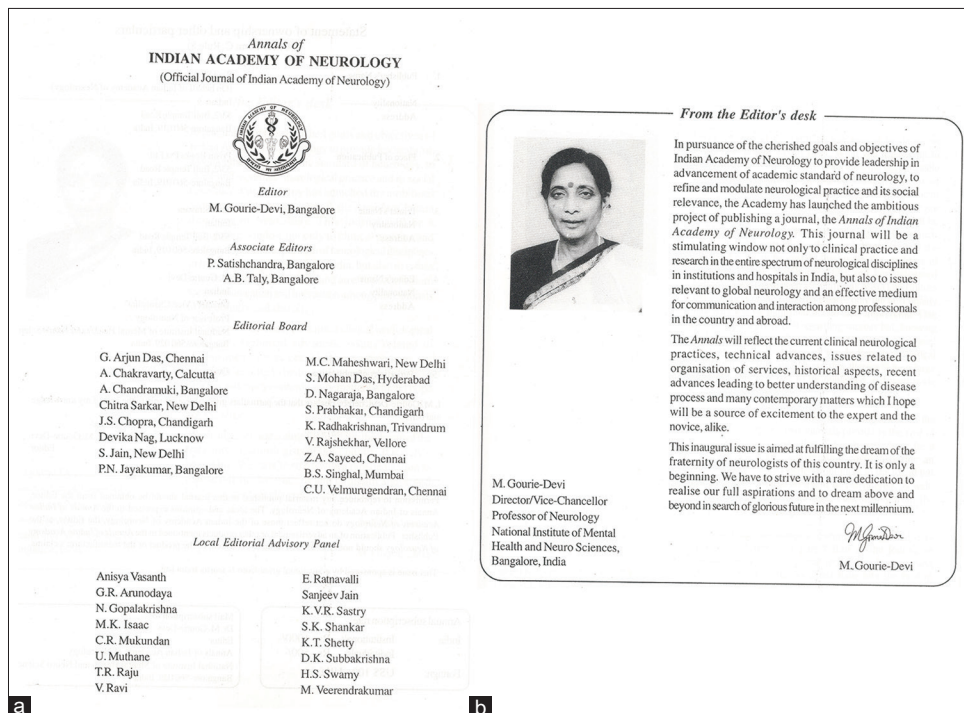 Annals of
INDIAN ACADEMY OF NEUROLOGY
(Official Journal of Indian Academy of Neurology)
INDIAN ACADEMY OF NEUROLOGY
Editor
M. Gourie-Devi, Bangalore
Associate Editors
P. Satishchandra, Bangalore
A.B. Taly, Bangalore
Editorial Board
G. Arjun Das, Chennai
A. Chakravarty, Calcutta
A. Chandramuki, Bangalore
Chitra Sarkar, New Delhi
J.S. Chopra, Chandigarh
Devika Nag, Lucknow
S. Jain, New Delhi
P.N. Jayakumar, Bangalore
M.C. Maheshwari, New Delhi
S. Mohan Das, Hyderabad
D. Nagaraja, Bangalore
S. Prabhakar, Chandigarh
K. Radhakrishnan, Trivandrum
V. Rajshekhar, Vellore
Z.A. Sayeed, Chennai
B.S. Singhal, Mumbai
C.U. Velmurugendran, Chennai
Local Editorial Advisory Panel
Anisya Vasanth
G.R. Arunodaya
N. Gopalakrishna
M.K. Isaac
C.R. Mukundan
U. Muthane
T.R. Raju
V. Ravi
E. Ratnavalli
Sanjeev Jain
K.V.R. Sastry
S.K. Shankar
K.T. Shetty
D.K. Subbakrishna
H.S. Swamy
M. Veerendrakumar
a
From the Editor's desk
In pursuance of the cherished goals and objectives of
Indian Academy of Neurology to provide leadership in
advancement of academic standard of neurology, to
refine and modulate neurological practice and its social
relevance, the Academy has launched the ambitious
project of publishing a journal, the Annals of Indian
Academy of Neurology. This journal will be a
stimulating window not only to clinical practice and
research in the entire spectrum of neurological disciplines
in institutions and hospitals in India, but also to issues
relevant to global neurology and an effective medium
for communication and interaction among professionals
in the country and abroad.
The Annals will reflect the current clinical neurological
practices, technical advances, issues related to
organisation of services, historical aspects, recent
advances leading to better understanding of disease
process and many contemporary matters which I hope
will be a source of excitement to the expert and the
novice, alike.
This inaugural issue is aimed at fulfilling the dream of the
fraternity of neurologists of this country. It is only a
beginning. We have to strive with a rare dedication to
realise our full aspirations and to dream above and
beyond in search of glorious future in the next millennium.
M. Gourie-Devi
M. Gourie-Devi
Director/Vice-Chancellor
Professor of Neurology
National Institute of Mental
Health and Neuro Sciences,
Bangalore, India
b